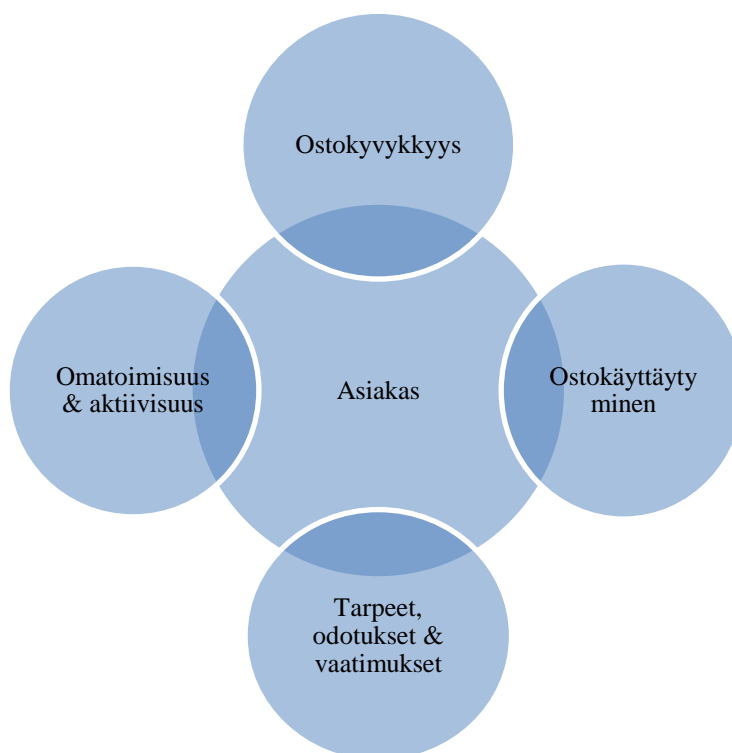 Ostokyvykkyys
Omatoimisuus
& aktiivisuus
Asiakas
Ostokäyttäyty
minen
Tarpeet,
odotukset &
vaatimukset